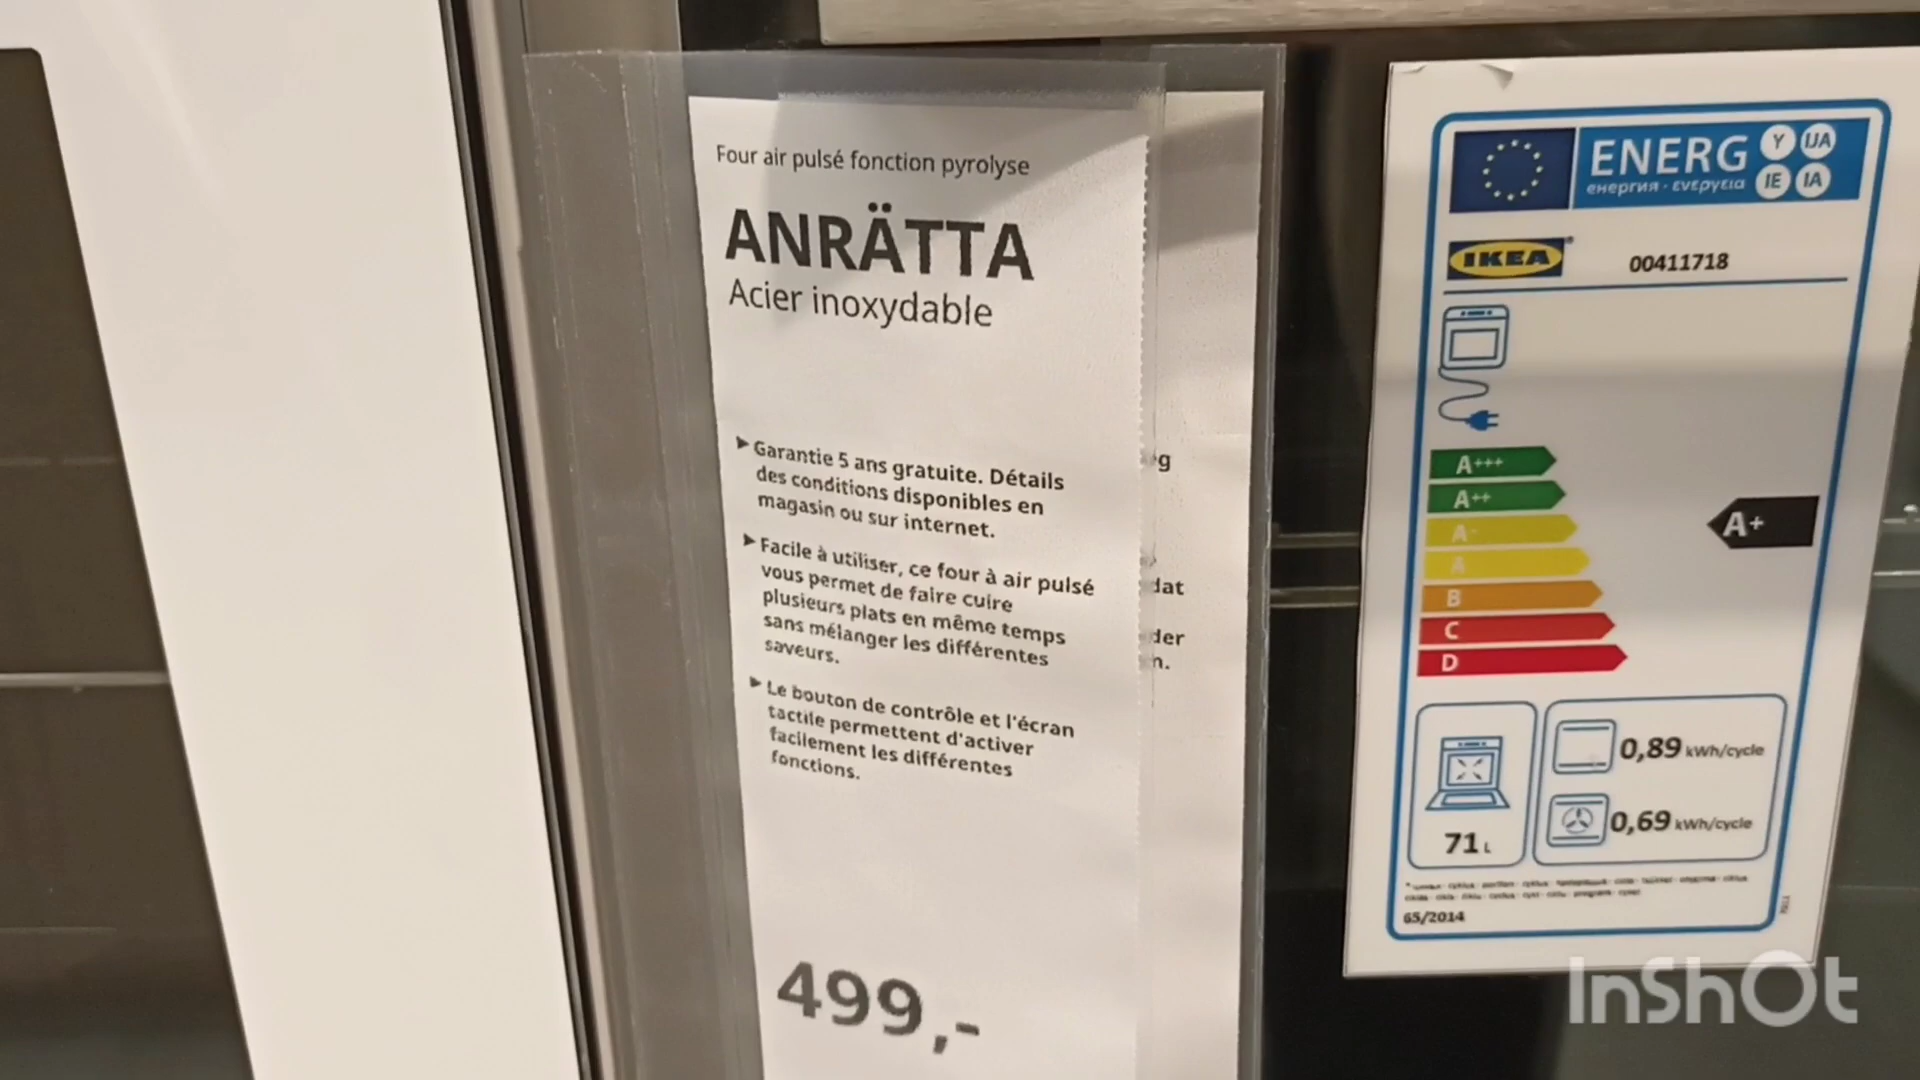 Four air pulsé fonction pyrolyse
ANRÄTTA
Acier inoxydable
► Garantie 5 ans gratuite. Détails
des conditions disponibles en
magasin ou sur internet.
► Facile à utiliser, ce four à air pulsé
vous permet de faire cuire
plusieurs plats en même temps
sans mélanger les différentes
saveurs.
► Le bouton de contrôle et l'écran
tactile permettent d'activer
facilement les différentes
fonctions.
499,-
dat
der
n.
ENERG Y IJA
енергия · ενεργεια IE IA
IKEA® 00411718
A+++
A++
A+
A
B
C
D
A+
71 L
0,89 kWh/cycle
0,69 kWh/cycle
65/2014
InShOt